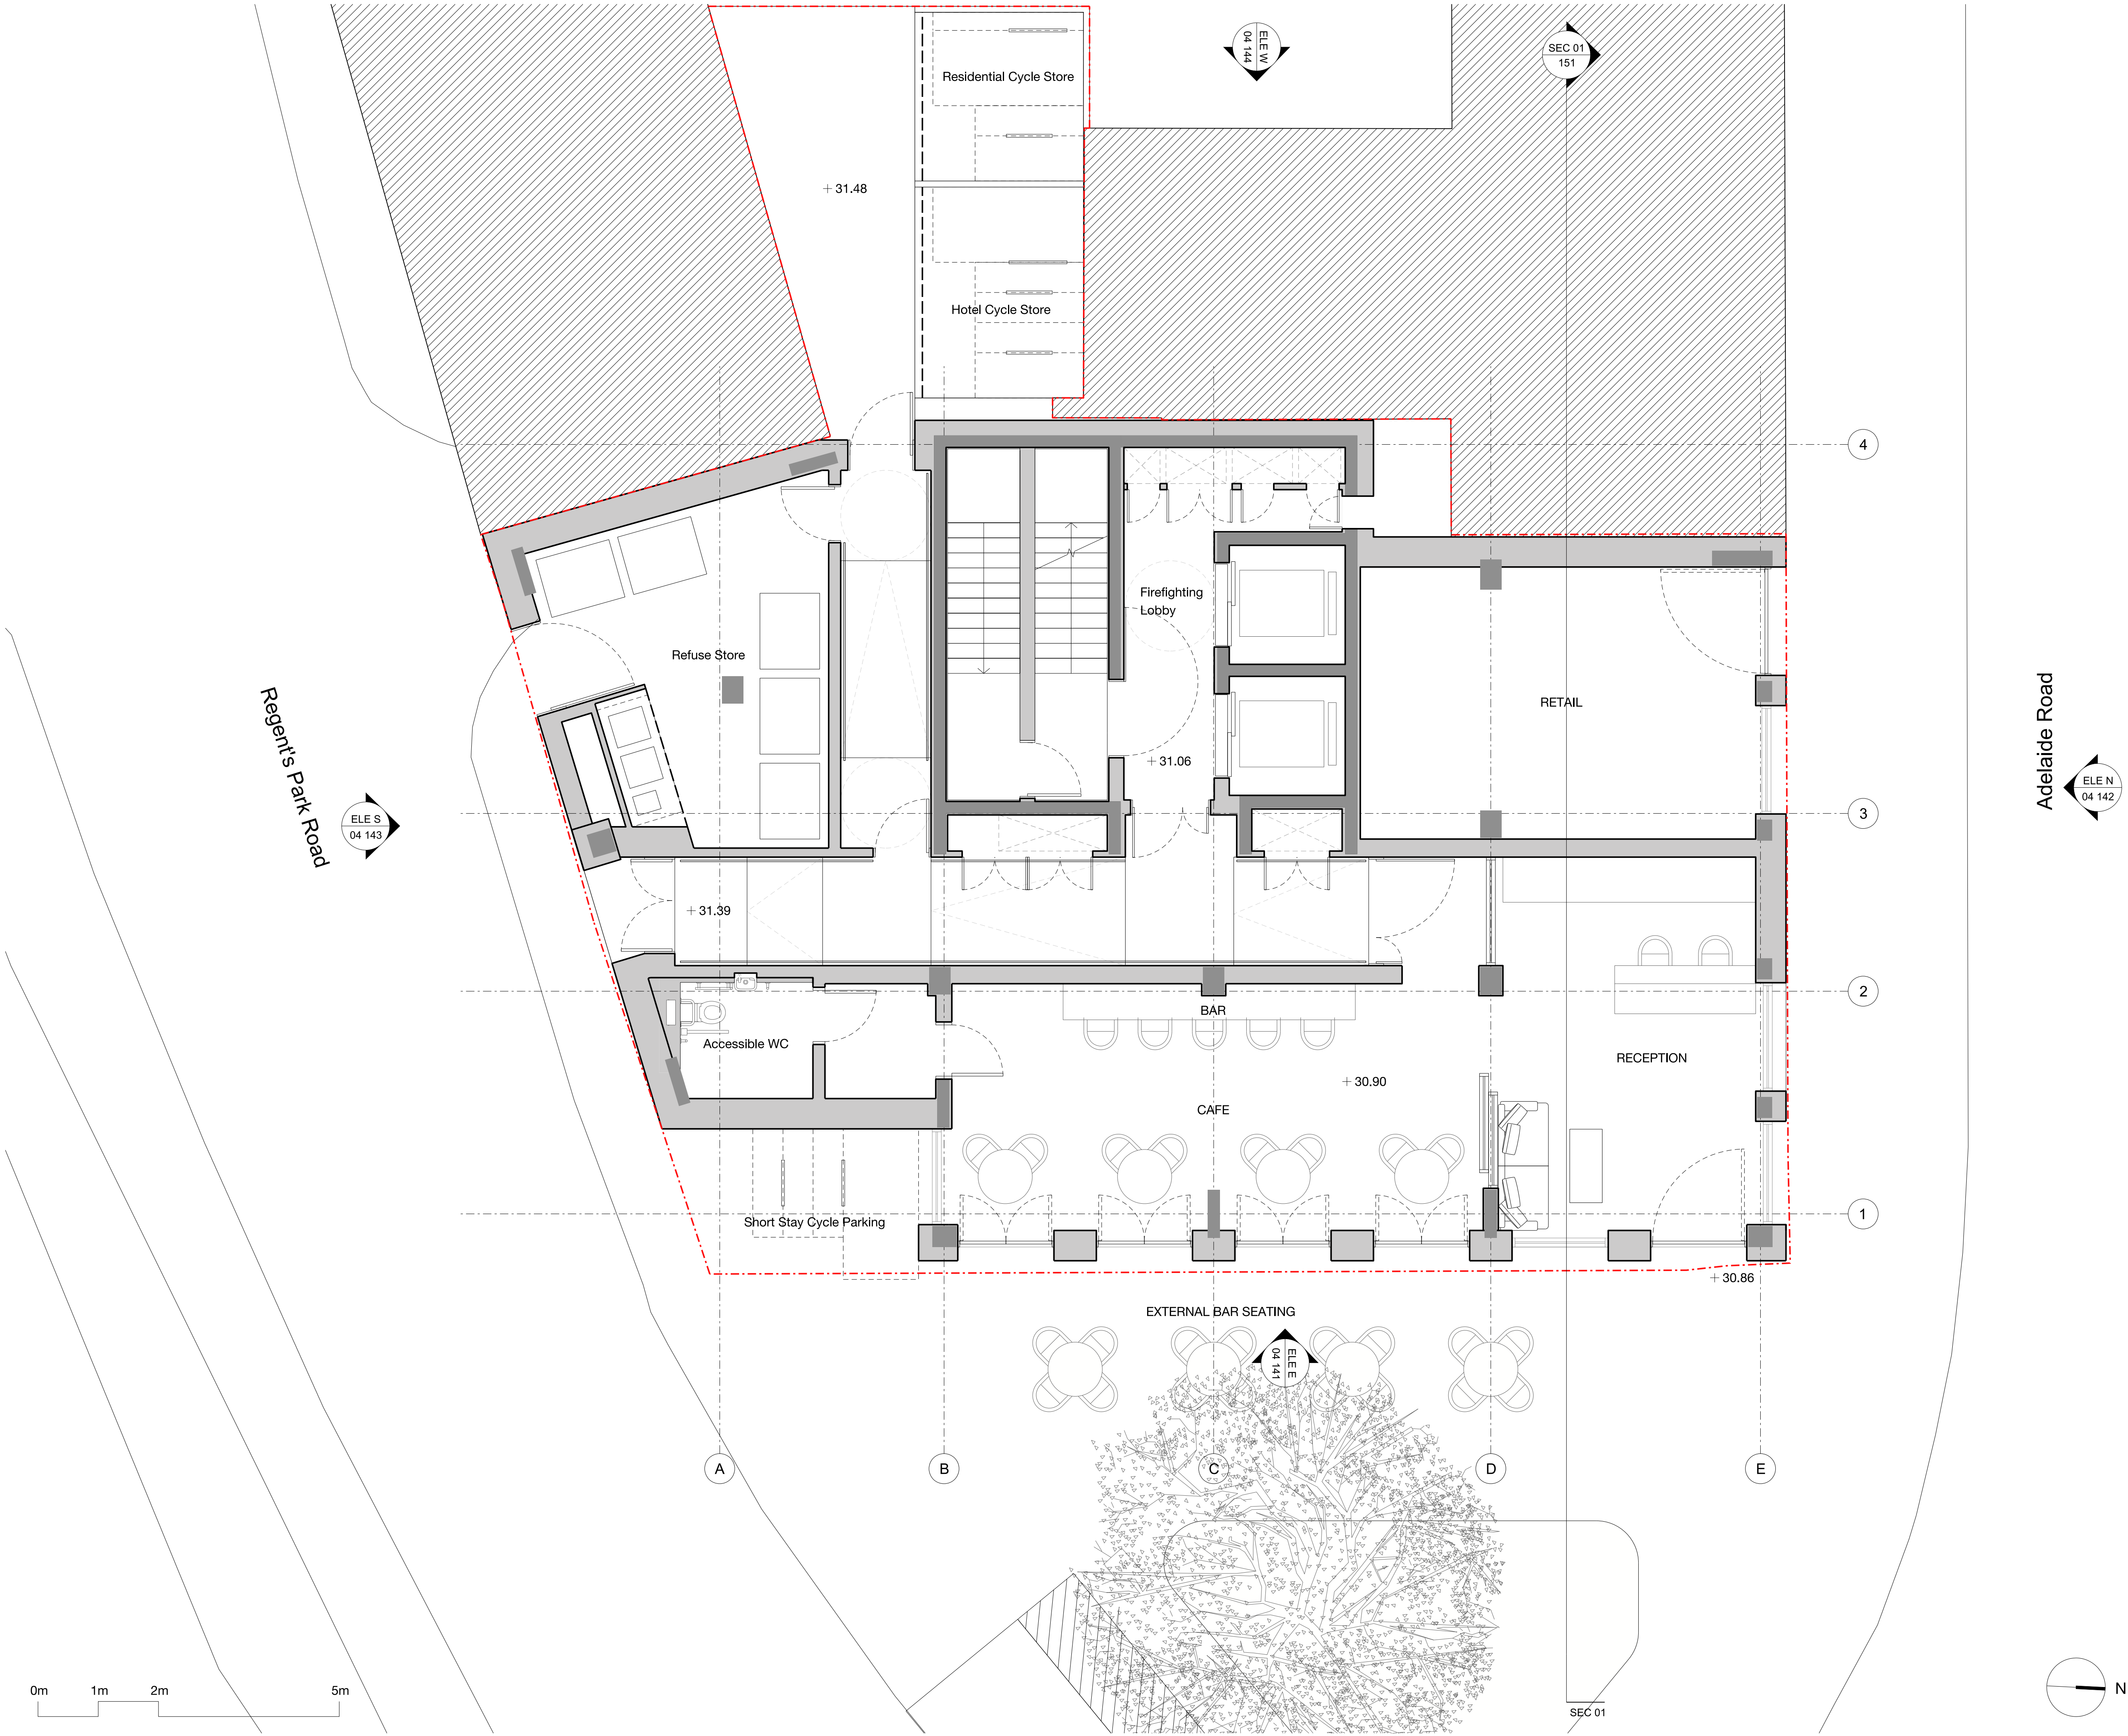 ELE W
04 144
SEC 01
151
Residential Cycle Store
+ 31.48
Hotel Cycle Store
4
Firefighting
Lobby
Refuse Store
RETAIL
Regent's Park Road
Adelaide Road
+ 31.06
ELE N
04 142
ELE S
04 143
3
+ 31.39
2
BAR
Accessible WC
RECEPTION
+ 30.90
CAFE
Short Stay Cycle Parking
1
+ 30.86
EXTERNAL BAR SEATING
ELE E
04 141
A
B
C
D
E
0m 1m 2m 5m
N
SEC 01